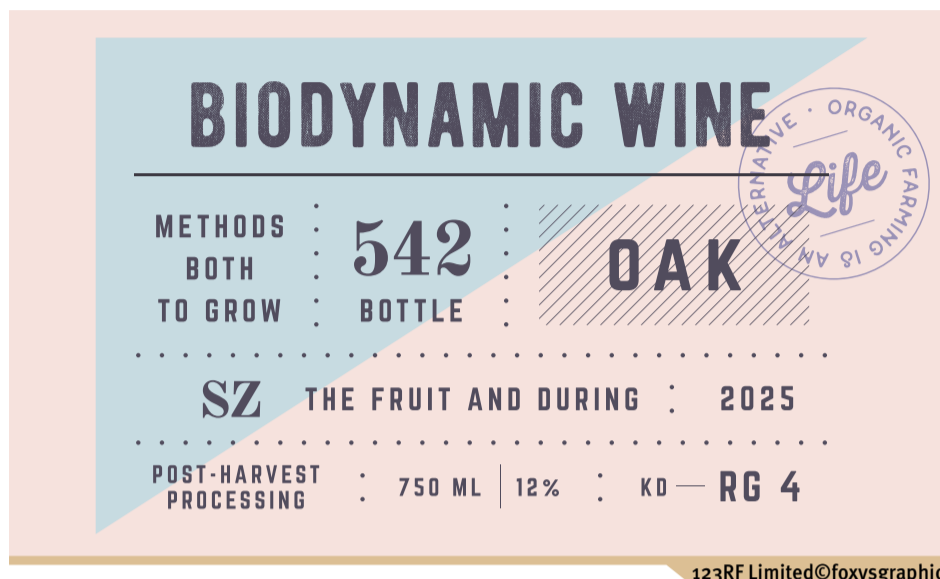 BIODYNAMIC WINE
ORGANIC FARMING IS AN ALTERNATIVE ·
Life
METHODS
BOTH
TO GROW
542
BOTTLE
OAK
SZ THE FRUIT AND DURING : 2025
POST-HARVEST
PROCESSING
750 ML | 12%
KD — RG 4
123RF Limited©foxysgraphic